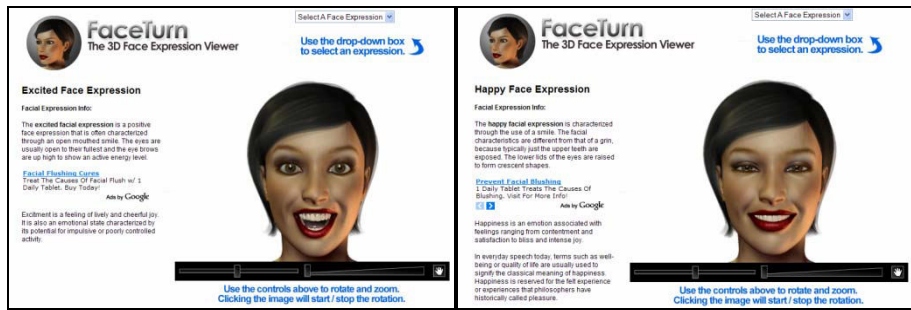 Select A Face Expression
FaceTurn
The 3D Face Expression Viewer
Use the drop-down box
to select an expression.
Excited Face Expression
Facial Expression Info:
The excited facial expression is a positive
face expression that is often characterized
through an open mouthed smile. The eyes are
usually open to their fullest and the eye brows
are up high to show an active energy level.
Facial Flushing Cures
Treat The Causes Of Facial Flush w/ 1
Daily Tablet. Buy Today!
Ads by Google
Excitment is a feeling of lively and cheerful joy.
It is also an emotional state characterized by
its potential for impulsive or poorly controlled
activity.
Use the controls above to rotate and zoom.
Clicking the image will start / stop the rotation.
Select A Face Expression
FaceTurn
The 3D Face Expression Viewer
Use the drop-down box
to select an expression.
Happy Face Expression
Facial Expression Info:
The happy facial expression is characterized
through the use of a smile. The facial
characteristics are different from that of a grin,
because typically just the upper teeth are
exposed. The lower lids of the eyes are raised
to form crescent shapes.
Prevent Facial Blushing
1 Daily Tablet Treats The Causes Of
Blushing. Visit For More Info!
Ads by Google
Happiness is an emotion associated with
feelings ranging from contentment and
satisfaction to bliss and intense joy.
In everyday speech today, terms such as well-
being or quality of life are usually used to
signify the classical meaning of happiness.
Happiness is reserved for the felt experience
or experiences that philosophers have
historically called pleasure.
Use the controls above to rotate and zoom.
Clicking the image will start / stop the rotation.